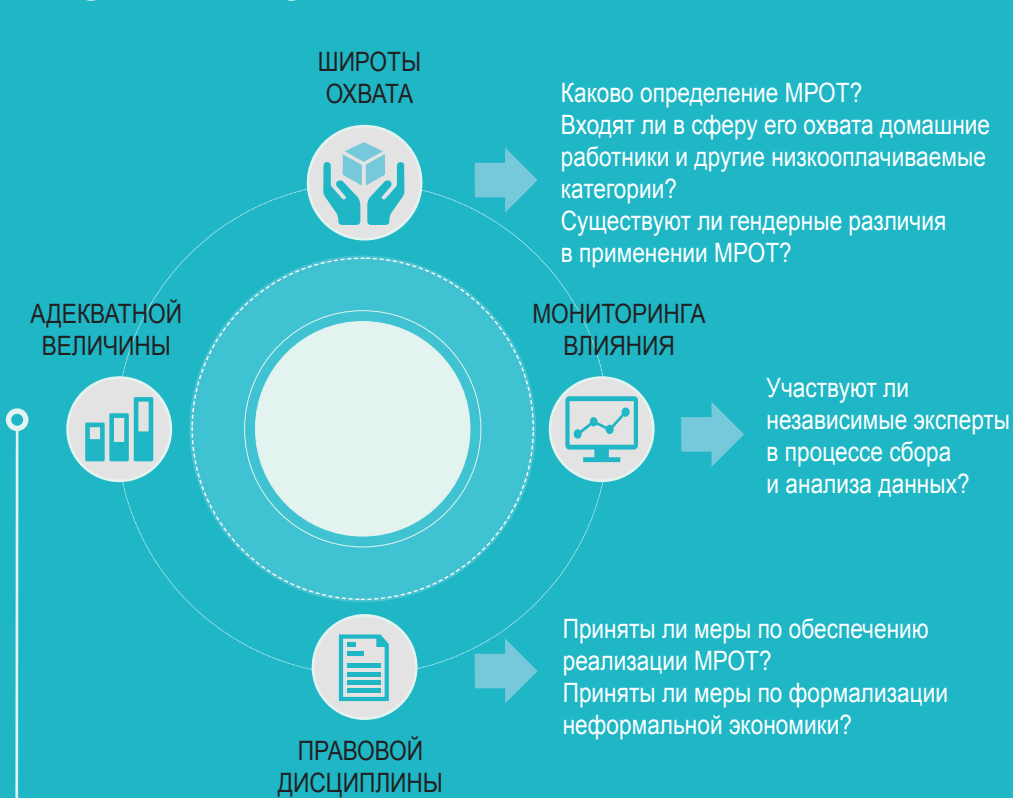 ШИРОТЫ
ОХВАТА
Каково определение МРОТ?
Входят ли в сферу его охвата домашние
работники и другие низкооплачиваемые
категории?
Существуют ли гендерные различия
в применении МРОТ?
АДЕКВАТНОЙ
ВЕЛИЧИНЫ
МОНИТОРИНГА
ВЛИЯНИЯ
Участвуют ли
независимые эксперты
в процессе сбора
и анализа данных?
Приняты ли меры по обеспечению
реализации МРОТ?
Приняты ли меры по формализации
неформальной экономики?
ПРАВОВОЙ
ДИСЦИПЛИНЫ